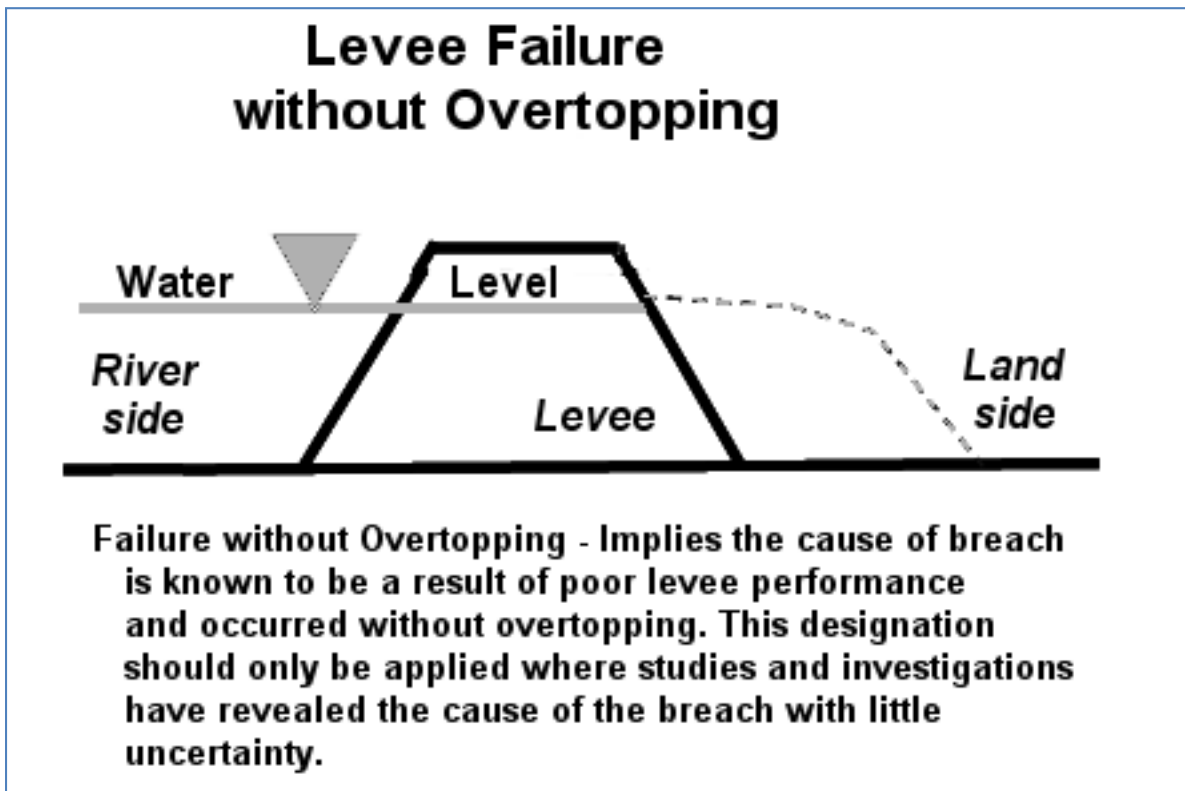 Levee Failure
without Overtopping
Water Level
River
side
Levee
Land
side
Failure without Overtopping - Implies the cause of breach
is known to be a result of poor levee performance
and occurred without overtopping. This designation
should only be applied where studies and investigations
have revealed the cause of the breach with little
uncertainty.